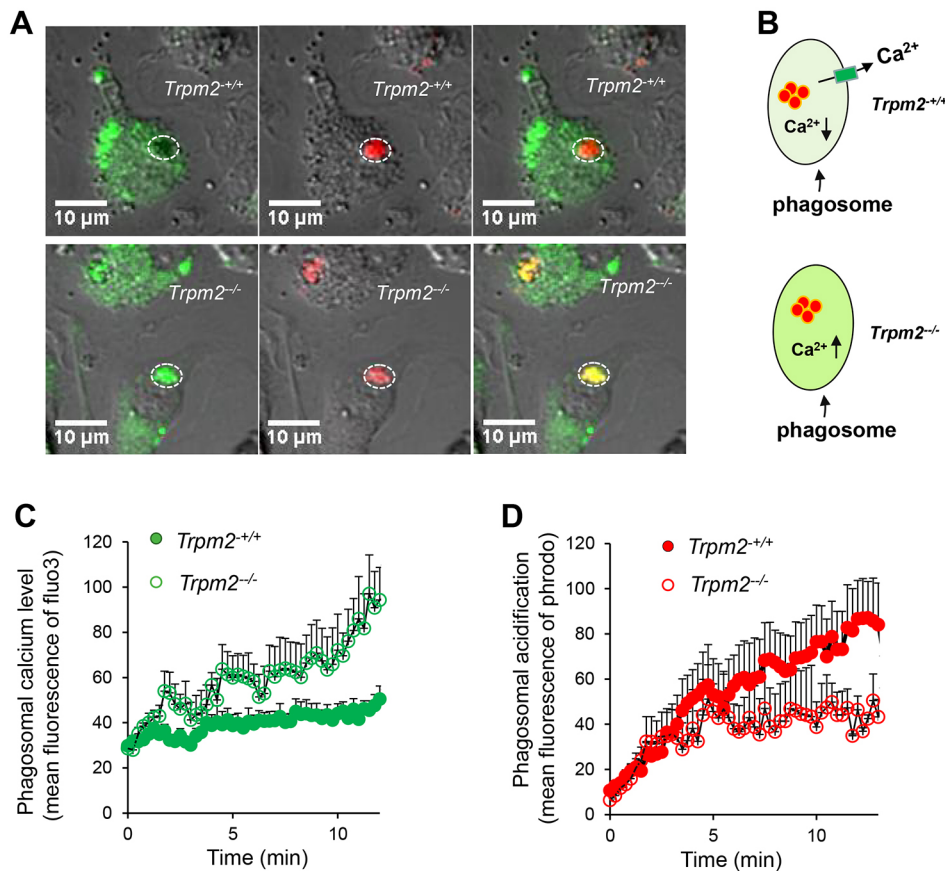 A
B
Trpm2-+/+
Trpm2-+/+
Trpm2-+/+
10 µm
10 µm
10 µm
Trpm2--/-
Trpm2--/-
Trpm2--/-
10 µm
10 µm
10 µm
Ca2+
Trpm2-+/+
Ca2+
phagosome
Trpm2--/-
Ca2+
phagosome
C
Trpm2-+/+
Trpm2--/-
Phagosomal calcium level
(mean fluorescence of fluo3)
120
100
80
60
40
20
0
0 5 10
Time (min)
D
Trpm2-+/+
Trpm2--/-
Phagosomal acidification
(mean fluorescence of phrodo)
120
100
80
60
40
20
0
0 5 10
Time (min)